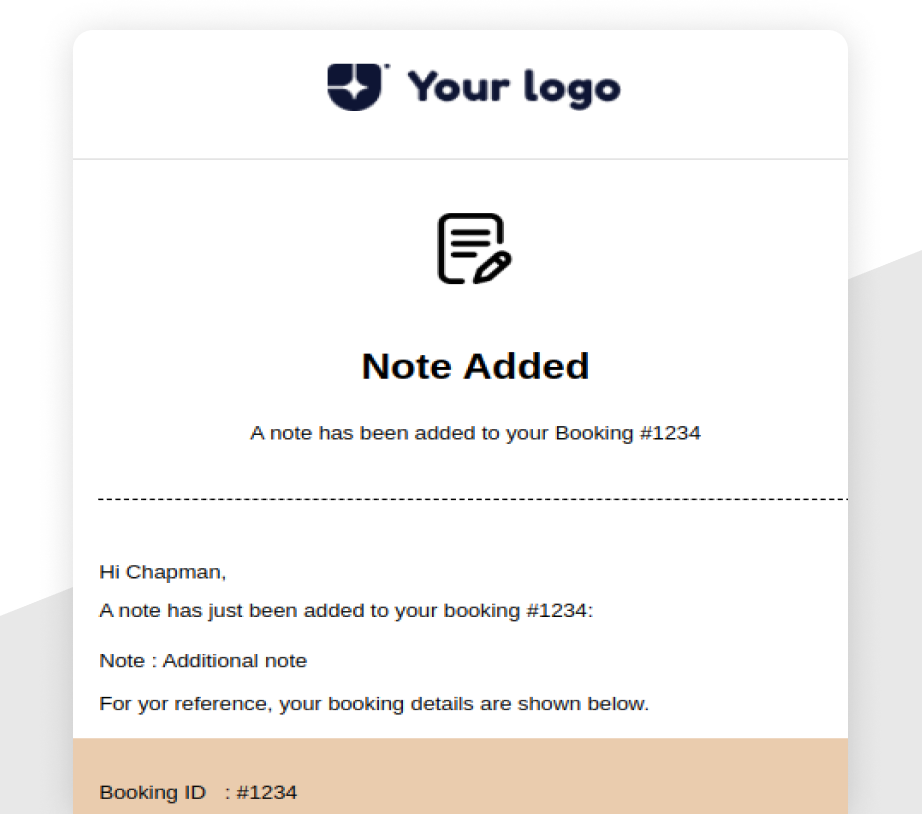 Your logo
Note Added
A note has been added to your Booking #1234
Hi Chapman,
A note has just been added to your booking #1234:
Note : Additional note
For yor reference, your booking details are shown below.
Booking ID : #1234